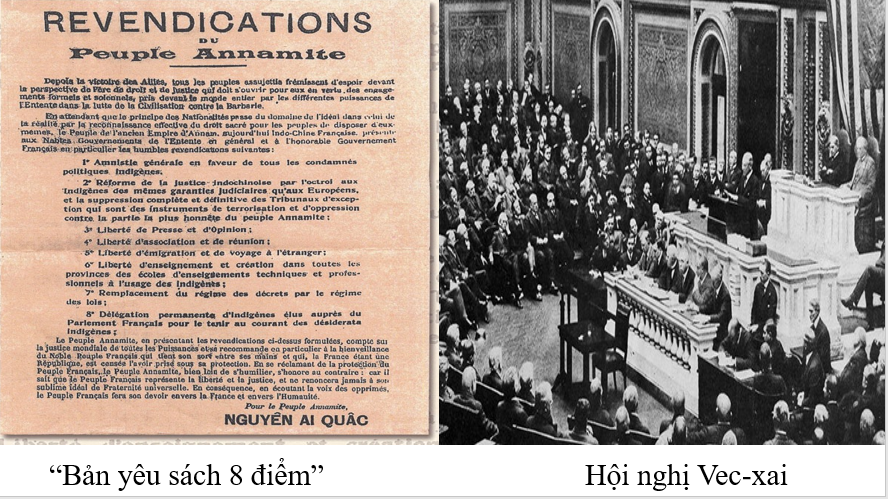 REVENDICATIONS
DU
Peuple Annamite
Depuis la victoire des Alliés, tous les peuples assujettis frémissent d'espoir devant
la perspective de l'ère de droit et de justice qui doit s'ouvrir pour eux en vertu des engage-
ments formels et solennels, pris devant le monde entier par les différentes puissances de
l'Entente dans la lutte de la Civilisation contre la Barbarie.
En attendant que le principe des Nationalités passe du domaine de l'idéal dans celui de
la réalité par la reconnaissance effective du droit sacré pour les peuples de disposer d'eux-
mêmes, le Peuple de l'ancien Empire d'Annam, aujourd'hui Indo-Chine Française, présente
aux Nobles Gouvernements de l'Entente en général et à l'honorable Gouvernement
Français en particulier les humbles revendications suivantes :
1° Amnistie générale en faveur de tous les condamnés
politiques indigènes;
2° Réforme de la justice indochinoise par l'octroi aux
Indigènes des mêmes garanties judiciaires qu'aux Européens,
et la suppression complète et définitive des Tribunaux d'excep-
tion qui sont des instruments de terrorisation et d'oppression
contre la partie la plus honnête du peuple Annamite ;
3° Liberté de Presse et d'Opinion ;
4° Liberté d'association et de réunion ;
5° Liberté d'émigration et de voyage à l'étranger ;
6° Liberté d'enseignement et création dans toutes les
provinces des écoles d'enseignements techniques et profes-
sionnels à l'usage des indigènes ;
7° Remplacement du régime des décrets par le régime
des lois ;
8° Délégation permanente d'indigènes élus auprès du
Parlement Français pour le tenir au courant des désiderata
indigènes ;
Le Peuple Annamite, en présentant les revendications ci-dessus formulées, compte sur
la justice mondiale de toutes les Puissances et se recommande en particulier à la bienveillance
du Noble Peuple Français qui tient son sort entre ses mains et qui, la France étant une
République, est censée l'avoir pris sous sa protection. En se réclamant de la protection du
Peuple Français, le Peuple Annamite, bien loin de s'humilier, s'honore au contraire : car il
sait que le Peuple Français représente la liberté et la justice, et ne renoncera jamais à son
sublime idéal de Fraternité universelle. En conséquence, en écoutant la voix des opprimés,
le Peuple Français fera son devoir envers la France et envers l'Humanité.
Pour le Peuple Annamite,
NGUYÊN AI QUÂC
“Bản yêu sách 8 điểm”
Hội nghị Vec-xai